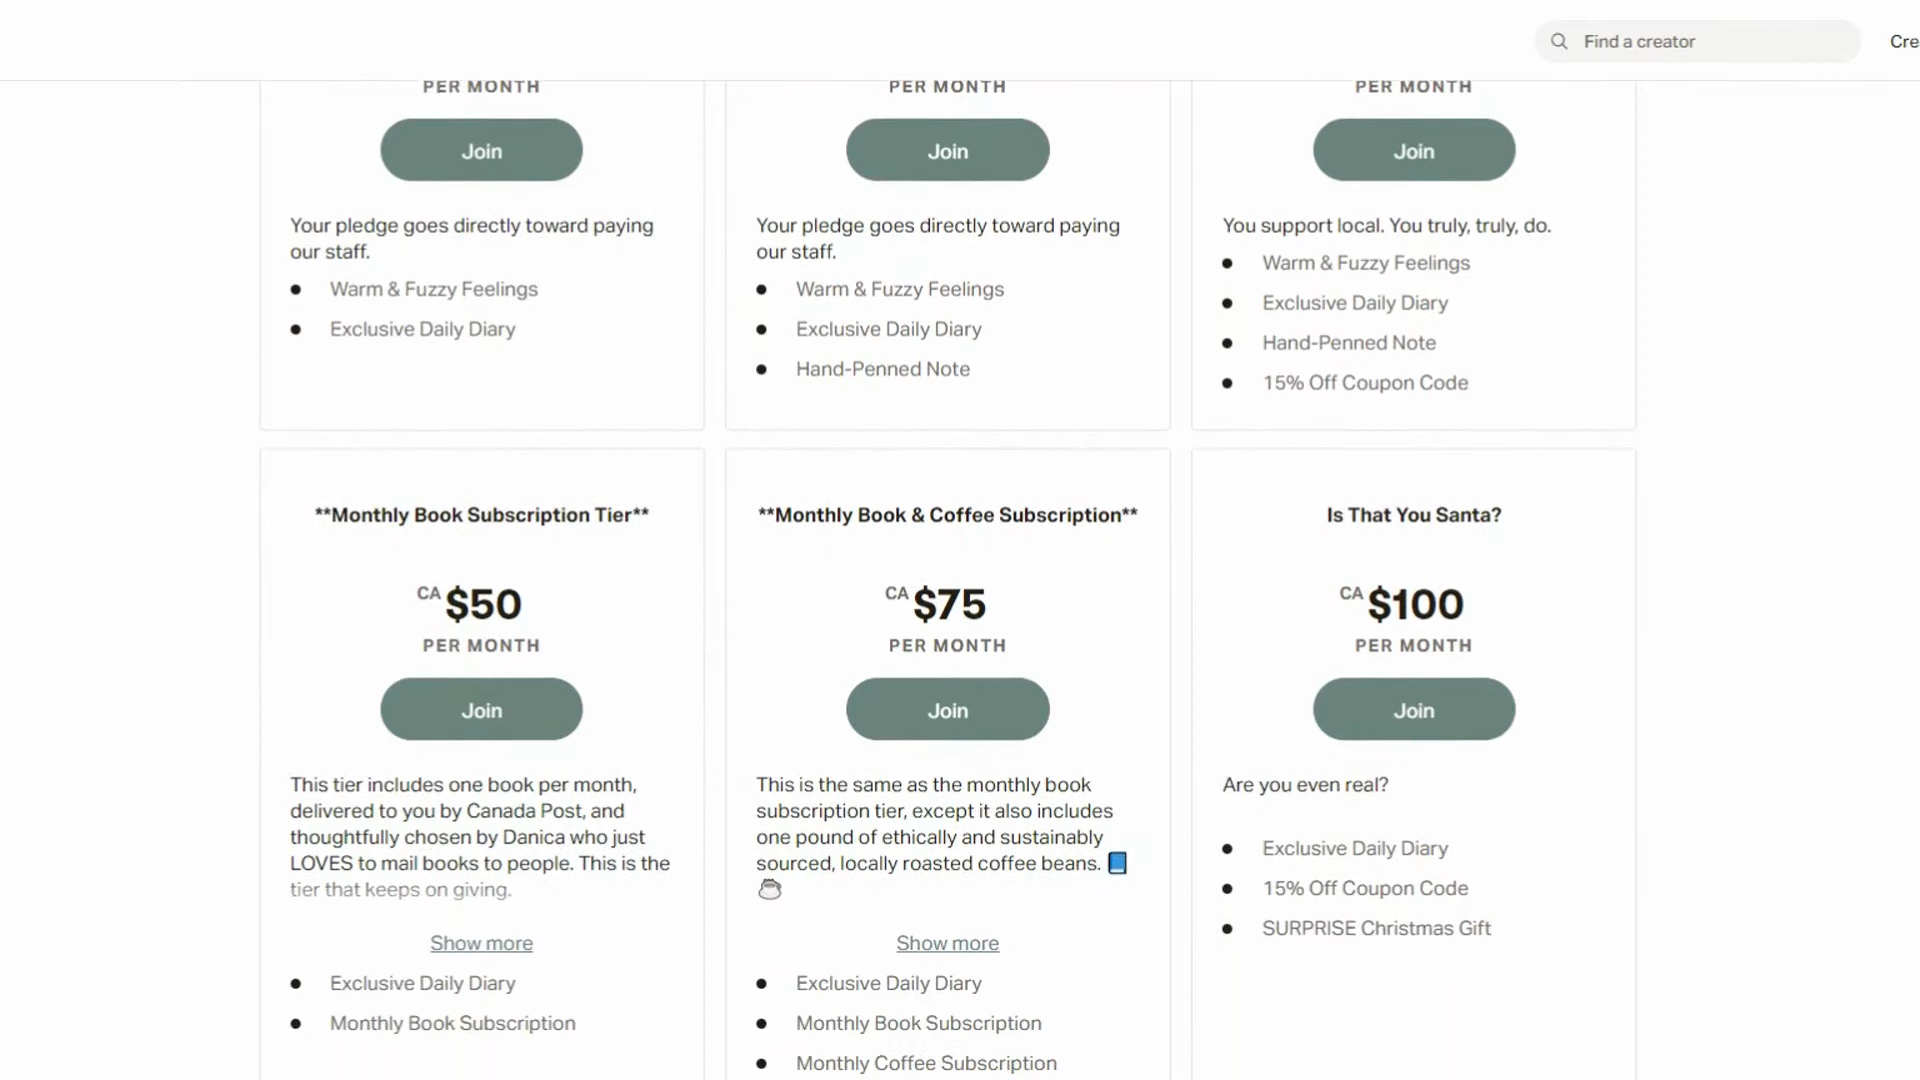 Find a creator
Cre
PER MONTH
Join
Your pledge goes directly toward paying
our staff.
Warm & Fuzzy Feelings
Exclusive Daily Diary
PER MONTH
Join
Your pledge goes directly toward paying
our staff.
Warm & Fuzzy Feelings
Exclusive Daily Diary
Hand-Penned Note
PER MONTH
Join
You support local. You truly, truly, do.
Warm & Fuzzy Feelings
Exclusive Daily Diary
Hand-Penned Note
15% Off Coupon Code
**Monthly Book Subscription Tier**
CA $50
PER MONTH
Join
This tier includes one book per month,
delivered to you by Canada Post, and
thoughtfully chosen by Danica who just
LOVES to mail books to people. This is the
tier that keeps on giving.
Show more
Exclusive Daily Diary
Monthly Book Subscription
**Monthly Book & Coffee Subscription**
CA $75
PER MONTH
Join
This is the same as the monthly book
subscription tier, except it also includes
one pound of ethically and sustainably
sourced, locally roasted coffee beans.
Show more
Exclusive Daily Diary
Monthly Book Subscription
Monthly Coffee Subscription
Is That You Santa?
CA $100
PER MONTH
Join
Are you even real?
Exclusive Daily Diary
15% Off Coupon Code
SURPRISE Christmas Gift